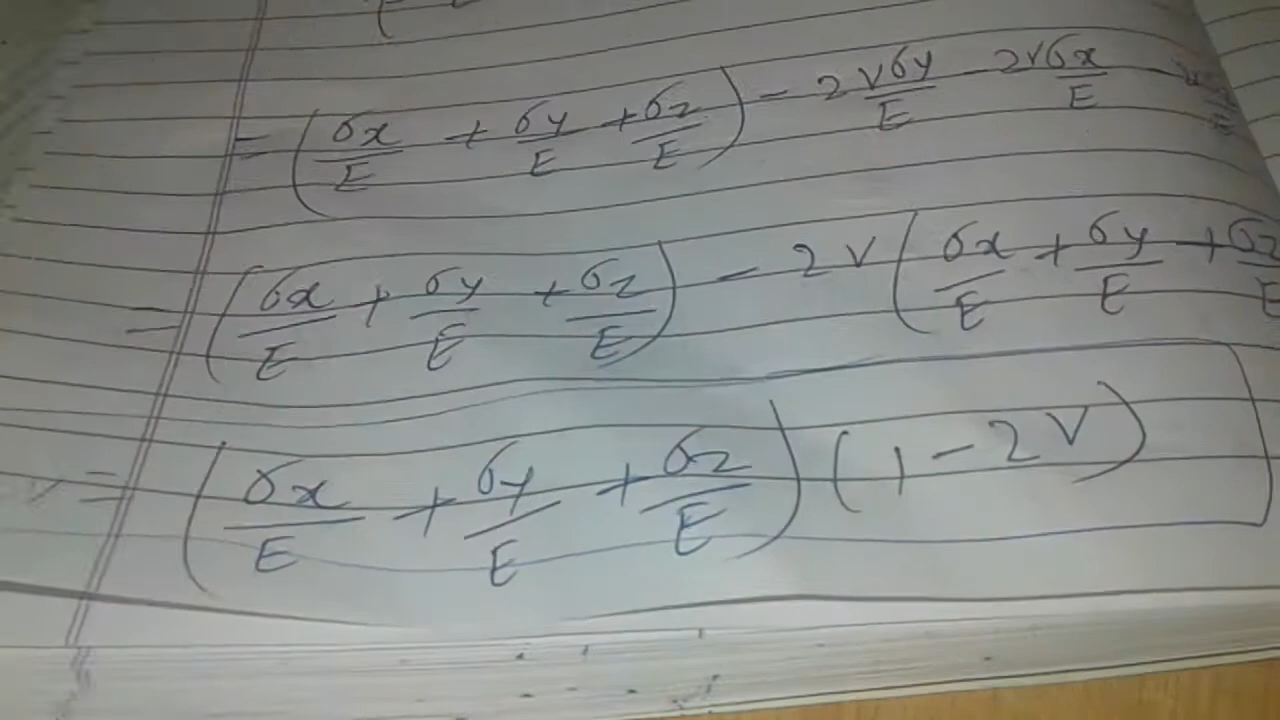 = (σx/E + σy/E + σz/E) - 2νσy/E - 2νσx/E
= (σx/E + σy/E + σz/E) - 2ν (σx/E + σy/E + σz/E
= (σx/E + σy/E + σz/E) (1 - 2ν)